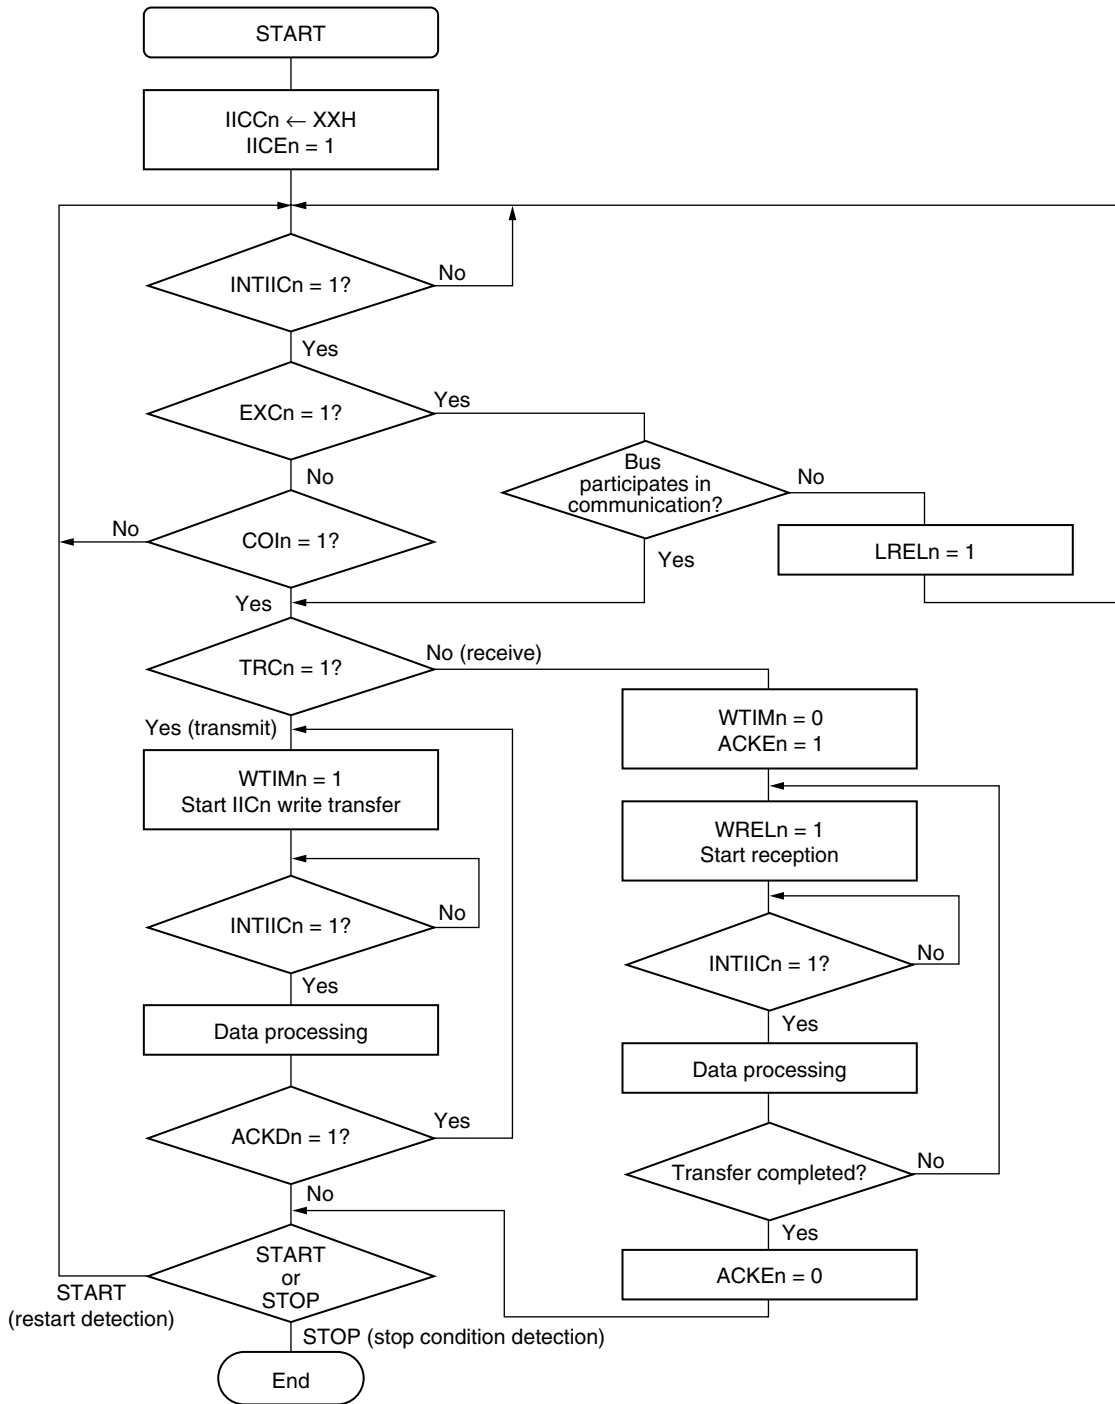 START
IICCn ← XXH
IICEn = 1
INTIICn = 1?
No
Yes
EXCn = 1?
Yes
No
Bus
participates in
communication?
No
Yes
LRELn = 1
COIn = 1?
No
Yes
TRCn = 1?
No (receive)
Yes (transmit)
WTIMn = 1
Start IICn write transfer
INTIICn = 1?
No
Yes
Data processing
ACKDn = 1?
Yes
No
WTIMn = 0
ACKEn = 1
WRELn = 1
Start reception
INTIICn = 1?
No
Yes
Data processing
Transfer completed?
No
Yes
ACKEn = 0
START
or
STOP
START
(restart detection)
STOP (stop condition detection)
End